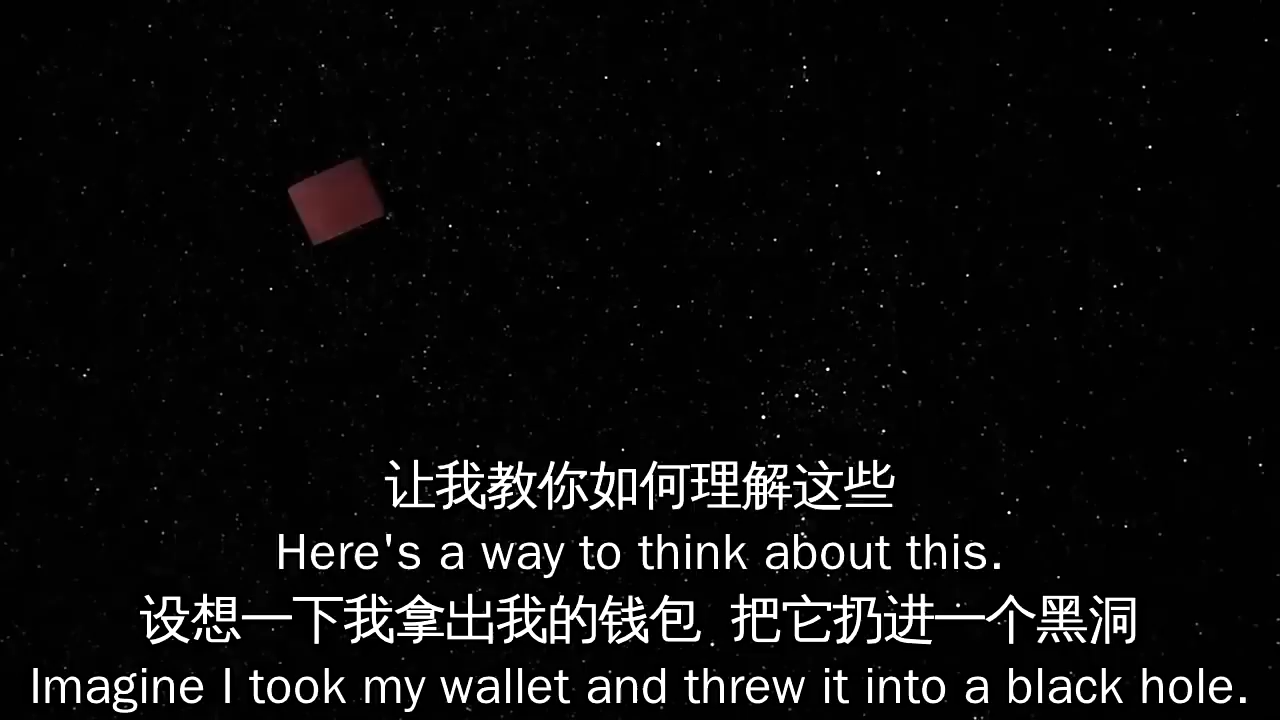 让我教你如何理解这些
Here's a way to think about this.
设想一下我拿出我的钱包 把它扔进一个黑洞
Imagine I took my wallet and threw it into a black hole.